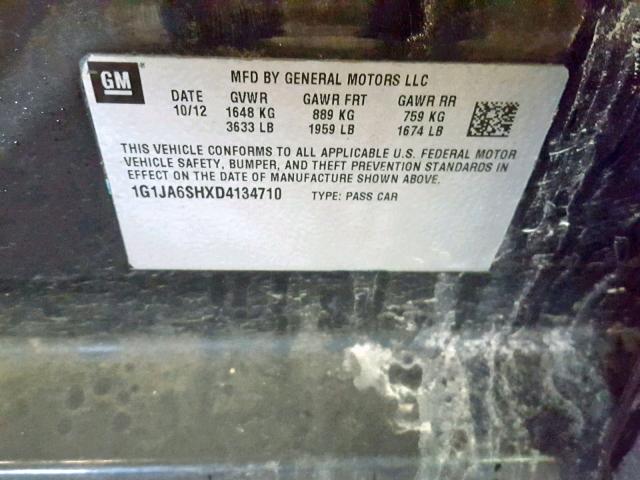 GM
MFD BY GENERAL MOTORS LLC
DATE GVWR GAWR FRT GAWR RR
10/12 1648 KG 889 KG 759 KG
3633 LB 1959 LB 1674 LB
THIS VEHICLE CONFORMS TO ALL APPLICABLE U.S. FEDERAL MOTOR
VEHICLE SAFETY, BUMPER, AND THEFT PREVENTION STANDARDS IN
EFFECT ON THE DATE OF MANUFACTURE SHOWN ABOVE.
1G1JA6SHXD4134710 TYPE: PASS CAR